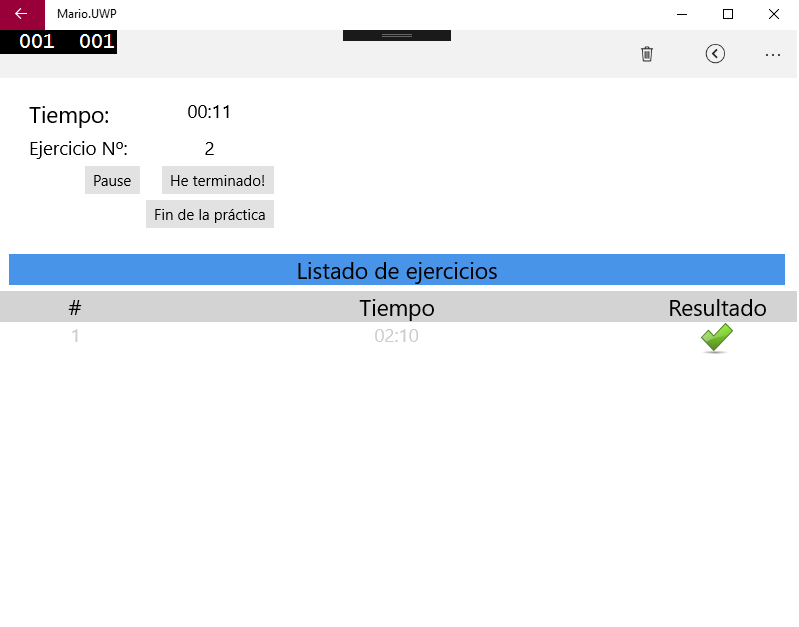 Mario.UWP
001 001
Tiempo: 00:11
Ejercicio Nº: 2
Pause He terminado!
Fin de la práctica
Listado de ejercicios
# Tiempo Resultado
1 02:10